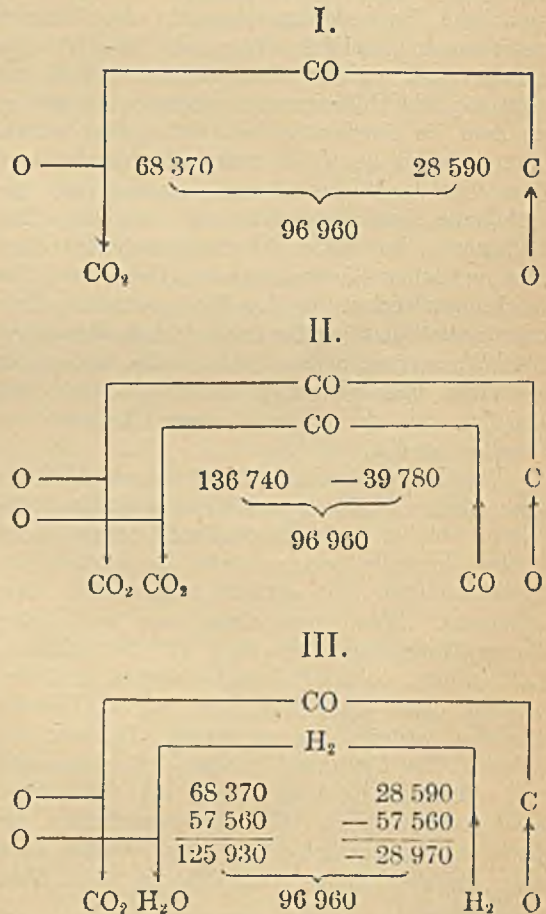 I.
CO
O 68 370 28 590 C
96 960
CO₂ O
II.
CO
CO
O 136 740 — 39 780 C
O
96 960
CO₂ CO₂ CO O
III.
CO
H₂
68 370 28 590
O 57 560 — 57 560 C
O 125 930 — 28 970
CO₂ H₂O 96 960 H₂ O